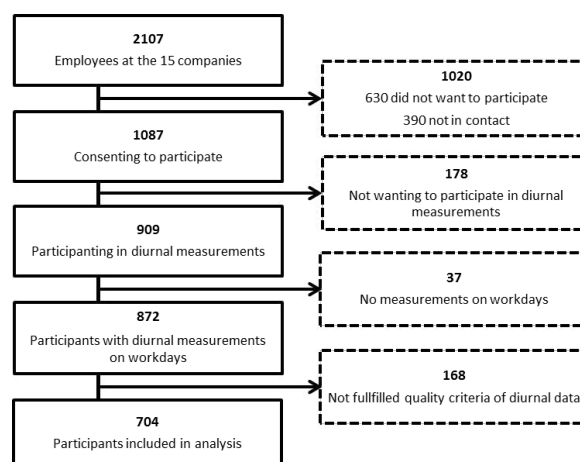 2107
Employees at the 15 companies
1020
630 did not want to participate
390 not in contact
1087
Consenting to participate
178
Not wanting to participate in diurnal
measurements
909
Participanting in diurnal measurements
37
No measurements on workdays
872
Participants with diurnal measurements
on workdays
168
Not fullfilled quality criteria of diurnal data
704
Participants included in analysis